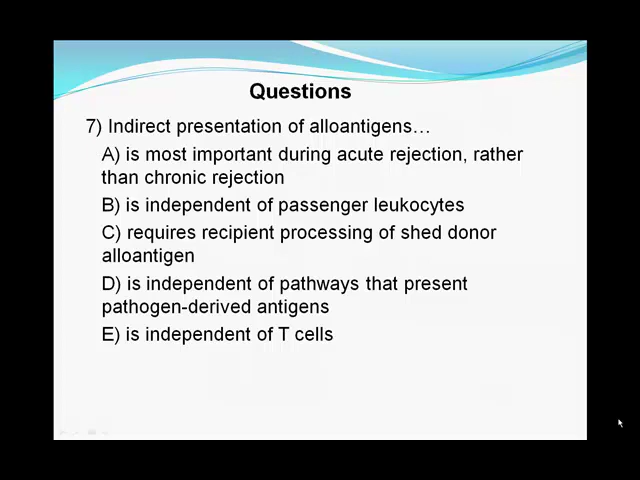 Questions
7) Indirect presentation of alloantigens…
A) is most important during acute rejection, rather
than chronic rejection
B) is independent of passenger leukocytes
C) requires recipient processing of shed donor
alloantigen
D) is independent of pathways that present
pathogen-derived antigens
E) is independent of T cells